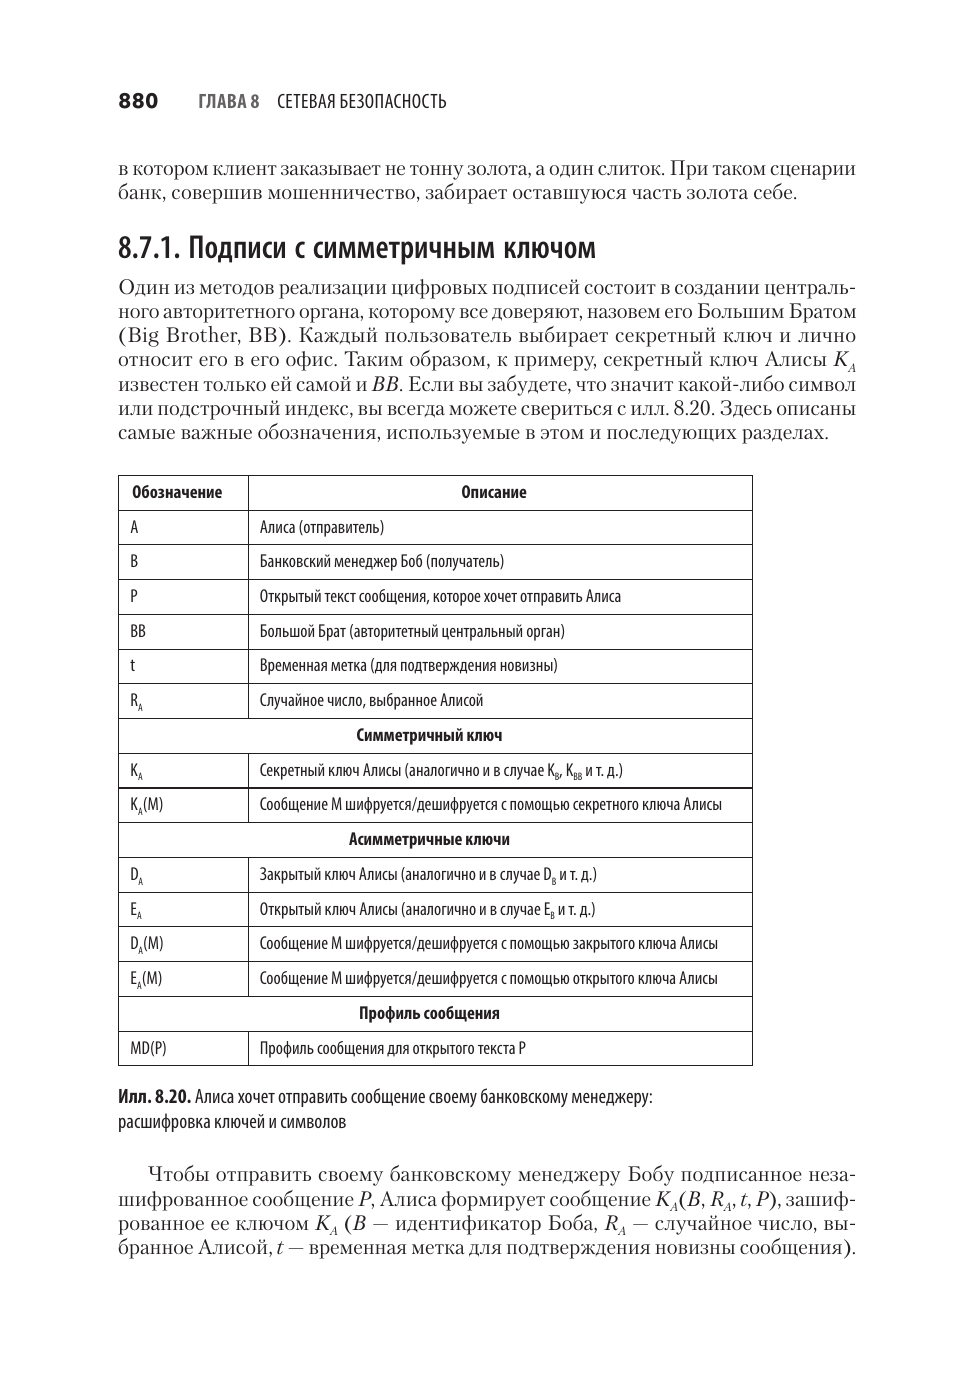 880 ГЛАВА 8 СЕТЕВАЯ БЕЗОПАСНОСТЬ
в котором клиент заказывает не тонну золота, а один слиток. При таком сценарии
банк, совершив мошенничество, забирает оставшуюся часть золота себе.
8.7.1. Подписи с симметричным ключом
Один из методов реализации цифровых подписей состоит в создании централь-
ного авторитетного органа, которому все доверяют, назовем его Большим Братом
(Big Brother, BB). Каждый пользователь выбирает секретный ключ и лично
относит его в его офис. Таким образом, к примеру, секретный ключ Алисы K_A
известен только ей самой и BB. Если вы забудете, что значит какой-либо символ
или подстрочный индекс, вы всегда можете свериться с илл. 8.20. Здесь описаны
самые важные обозначения, используемые в этом и последующих разделах.
Обозначение Описание
A Алиса (отправитель)
B Банковский менеджер Боб (получатель)
P Открытый текст сообщения, которое хочет отправить Алиса
BB Большой Брат (авторитетный центральный орган)
t Временная метка (для подтверждения новизны)
R_A Случайное число, выбранное Алисой
Симметричный ключ
K_A Секретный ключ Алисы (аналогично и в случае K_B, K_BB и т. д.)
K_A(M) Сообщение M шифруется/дешифруется с помощью секретного ключа Алисы
Асимметричные ключи
D_A Закрытый ключ Алисы (аналогично и в случае D_B и т. д.)
E_A Открытый ключ Алисы (аналогично и в случае E_B и т. д.)
D_A(M) Сообщение M шифруется/дешифруется с помощью закрытого ключа Алисы
E_A(M) Сообщение M шифруется/дешифруется с помощью открытого ключа Алисы
Профиль сообщения
MD(P) Профиль сообщения для открытого текста P
Илл. 8.20. Алиса хочет отправить сообщение своему банковскому менеджеру:
расшифровка ключей и символов
Чтобы отправить своему банковскому менеджеру Бобу подписанное неза-
шифрованное сообщение P, Алиса формирует сообщение K_A(B, R_A, t, P), зашиф-
рованное ее ключом K_A (B — идентификатор Боба, R_A — случайное число, вы-
бранное Алисой, t — временная метка для подтверждения новизны сообщения).